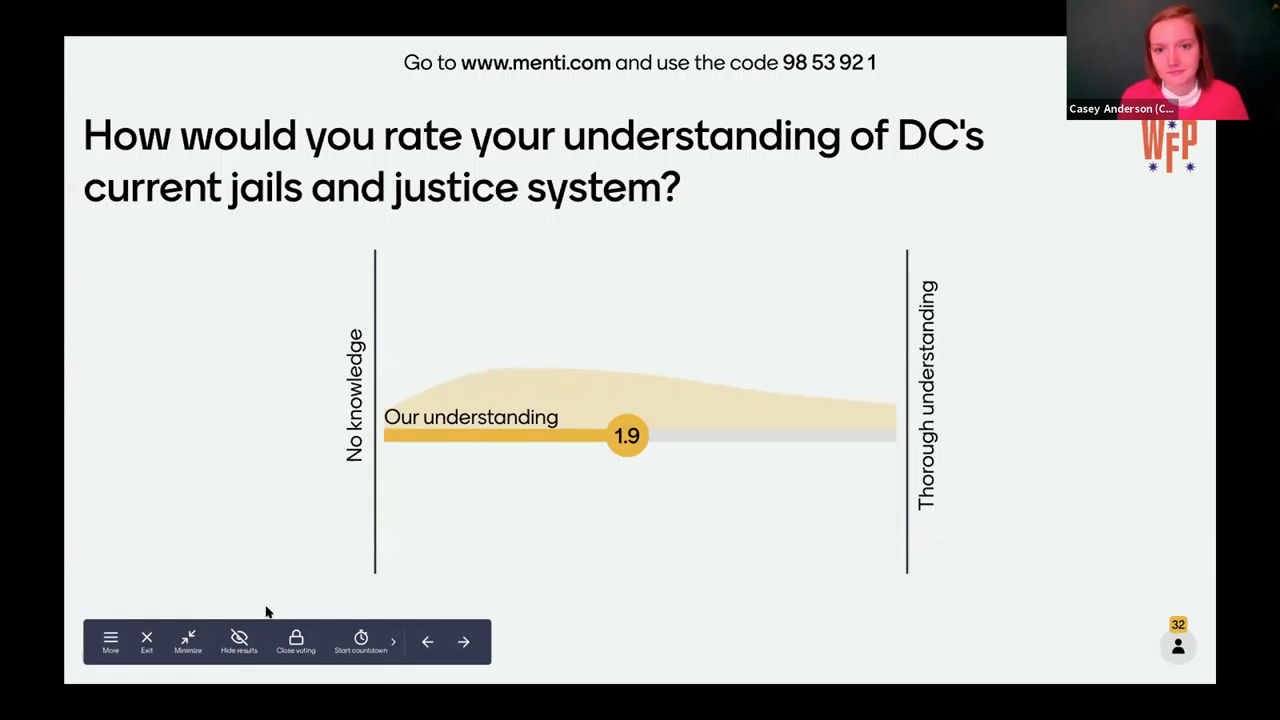 Go to www.menti.com and use the code 98 53 92 1
Casey Anderson (C...
WFP
How would you rate your understanding of DC's
current jails and justice system?
No knowledge
Our understanding
1.9
Thorough understanding
More
Exit
Minimize
Hide results
Close voting
Start countdown
32